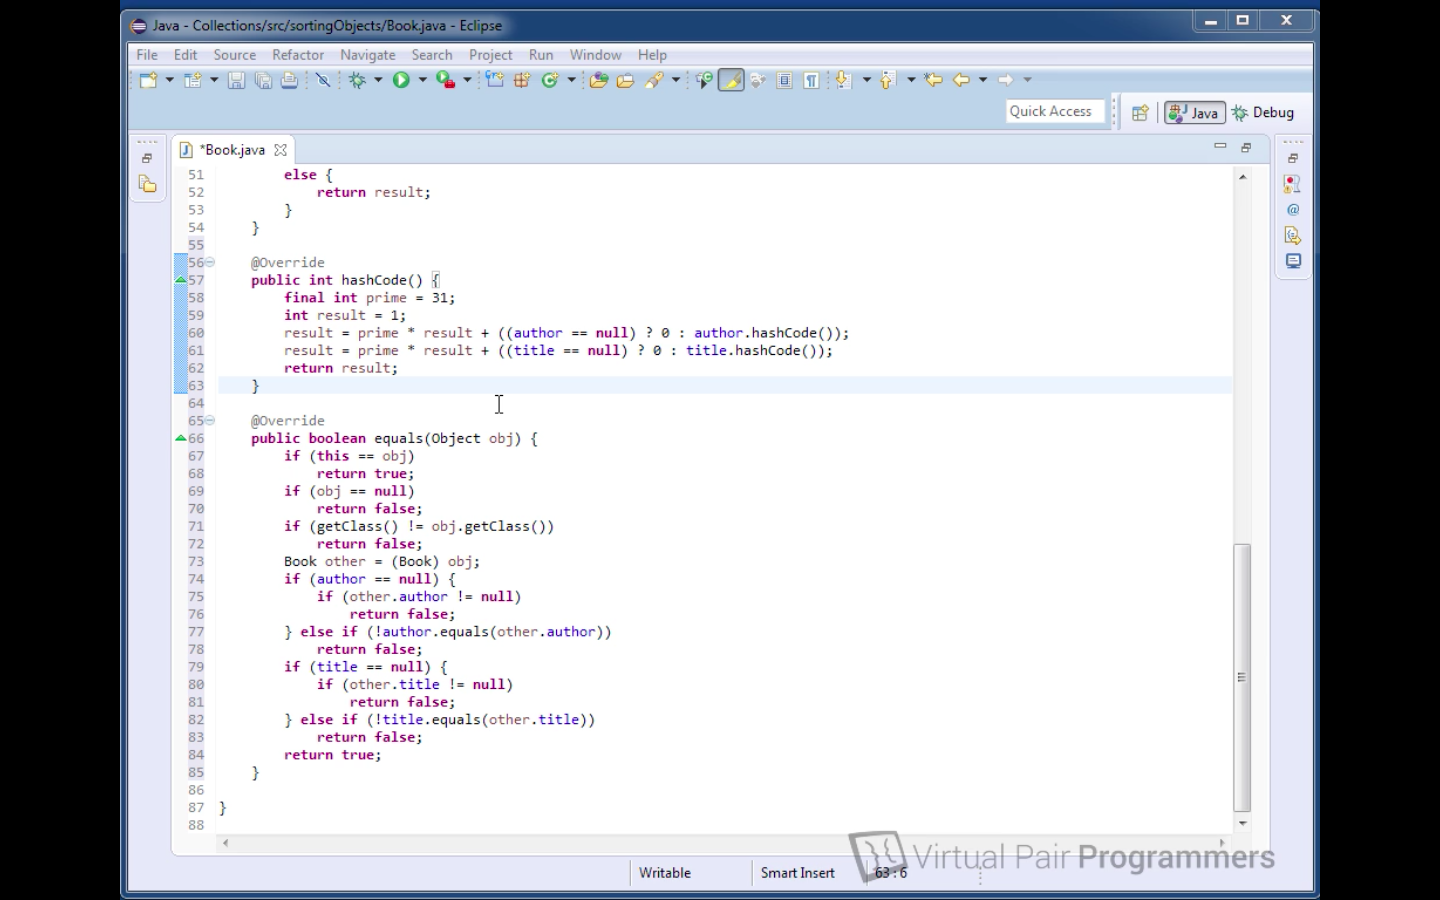 Java - Collections/src/sortingObjects/Book.java - Eclipse
File Edit Source Refactor Navigate Search Project Run Window Help
Quick Access
Java
Debug
*Book.java
51 else {
52 return result;
53 }
54 }
55
56 @Override
57 public int hashCode() {
58 final int prime = 31;
59 int result = 1;
60 result = prime * result + ((author == null) ? 0 : author.hashCode());
61 result = prime * result + ((title == null) ? 0 : title.hashCode());
62 return result;
63 }
64
65 @Override
66 public boolean equals(Object obj) {
67 if (this == obj)
68 return true;
69 if (obj == null)
70 return false;
71 if (getClass() != obj.getClass())
72 return false;
73 Book other = (Book) obj;
74 if (author == null) {
75 if (other.author != null)
76 return false;
77 } else if (!author.equals(other.author))
78 return false;
79 if (title == null) {
80 if (other.title != null)
81 return false;
82 } else if (!title.equals(other.title))
83 return false;
84 return true;
85 }
86
87 }
88
Virtual Pair Programmers
Writable Smart Insert 63 : 6